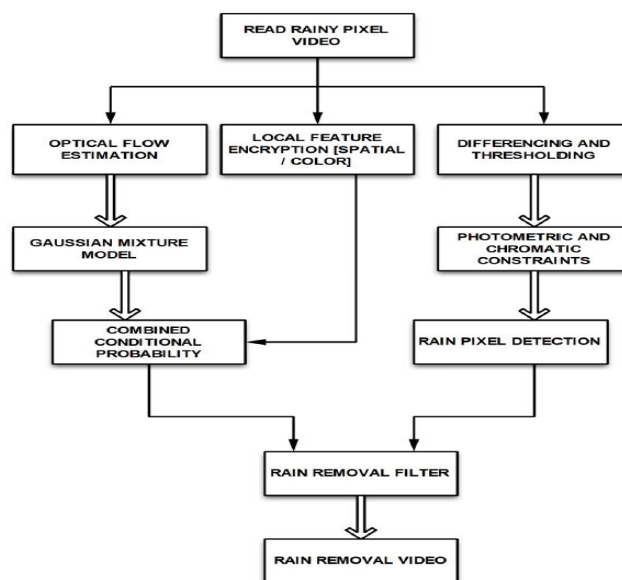 READ RAINY PIXEL
VIDEO
OPTICAL FLOW
ESTIMATION
LOCAL FEATURE
ENCRYPTION [SPATIAL
/ COLOR]
DIFFERENCING AND
THRESHOLDING
GAUSSIAN MIXTURE
MODEL
PHOTOMETRIC AND
CHROMATIC
CONSTRAINTS
COMBINED
CONDITIONAL
PROBABILITY
RAIN PIXEL DETECTION
RAIN REMOVAL FILTER
RAIN REMOVAL VIDEO